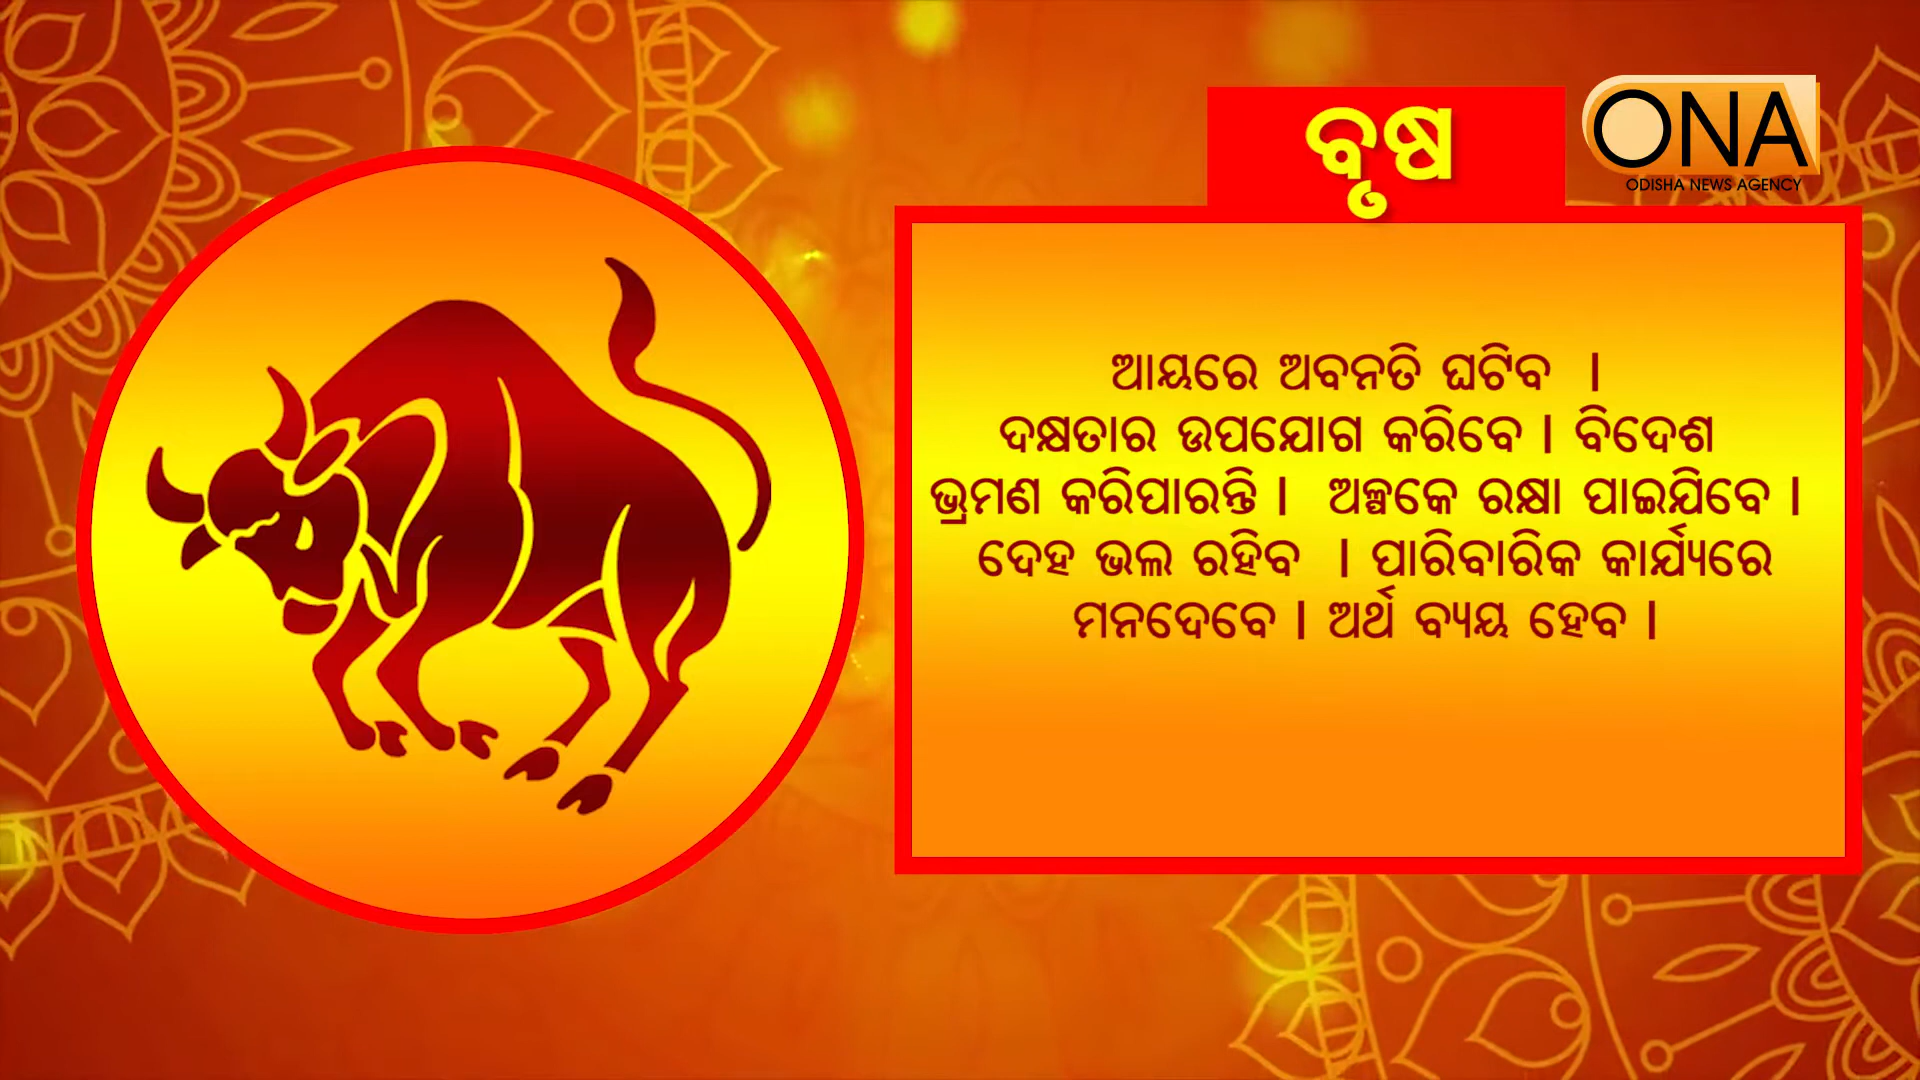 ବୃଷ
ONA
ODISHA NEWS AGENCY
ଆୟରେ ଅବନତି ଘଟିବ ।
ଦକ୍ଷତାର ଉପଯୋଗ କରିବେ । ବିଦେଶ
ଭ୍ରମଣ କରିପାରନ୍ତି । ଅଳ୍ପକେ ରକ୍ଷା ପାଇଯିବେ ।
ଦେହ ଭଲ ରହିବ । ପାରିବାରିକ କାର୍ଯ୍ୟରେ
ମନଦେବେ । ଅର୍ଥ ବ୍ୟୟ ହେବ ।